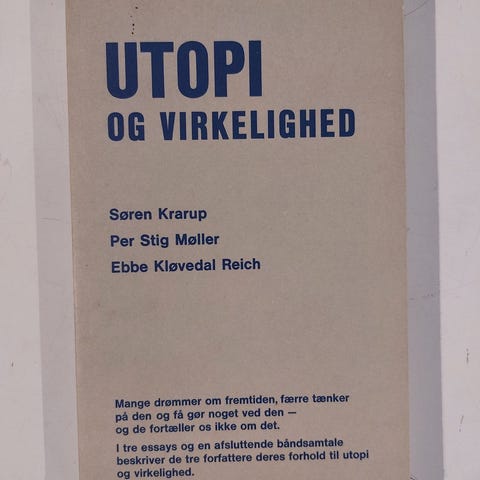 UTOPI
OG VIRKELIGHED
Søren Krarup
Per Stig Møller
Ebbe Kløvedal Reich
Mange drømmer om fremtiden, færre tænker
på den og få gør noget ved den —
og de fortæller os ikke om det.
I tre essays og en afsluttende båndsamtale
beskriver de tre forfattere deres forhold til utopi
og virkelighed.